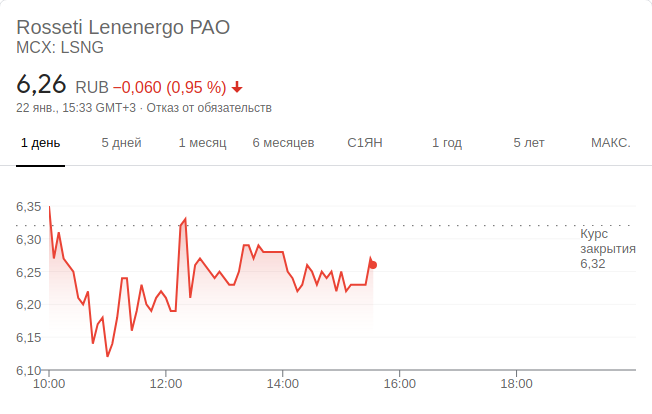 Rosseti Lenenergo PAO
MCX: LSNG
6,26 RUB −0,060 (0,95 %)
22 янв., 15:33 GMT+3 · Отказ от обязательств
1 день 5 дней 1 месяц 6 месяцев С1ЯН 1 год 5 лет МАКС.
6,35
6,30
6,25
6,20
6,15
6,10
Курс
закрытия
6,32
10:00 12:00 14:00 16:00 18:00